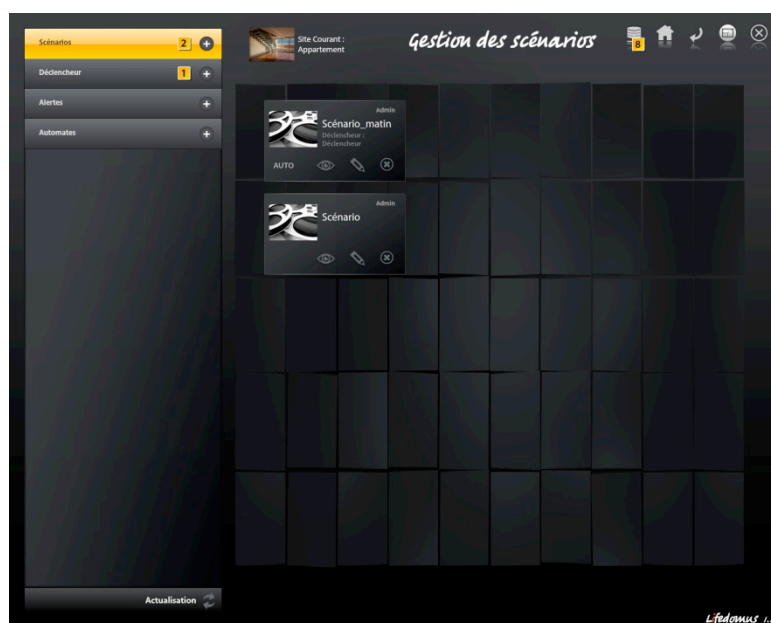 Scénarios 2
Déclencheur 1
Alertes
Automates
Actualisation
Site Courant :
Appartement
Gestion des scénarios
8
Admin
Scénario_matin
Déclencheur :
Déclencheur
AUTO
Admin
Scénario
Lifedomus 1.